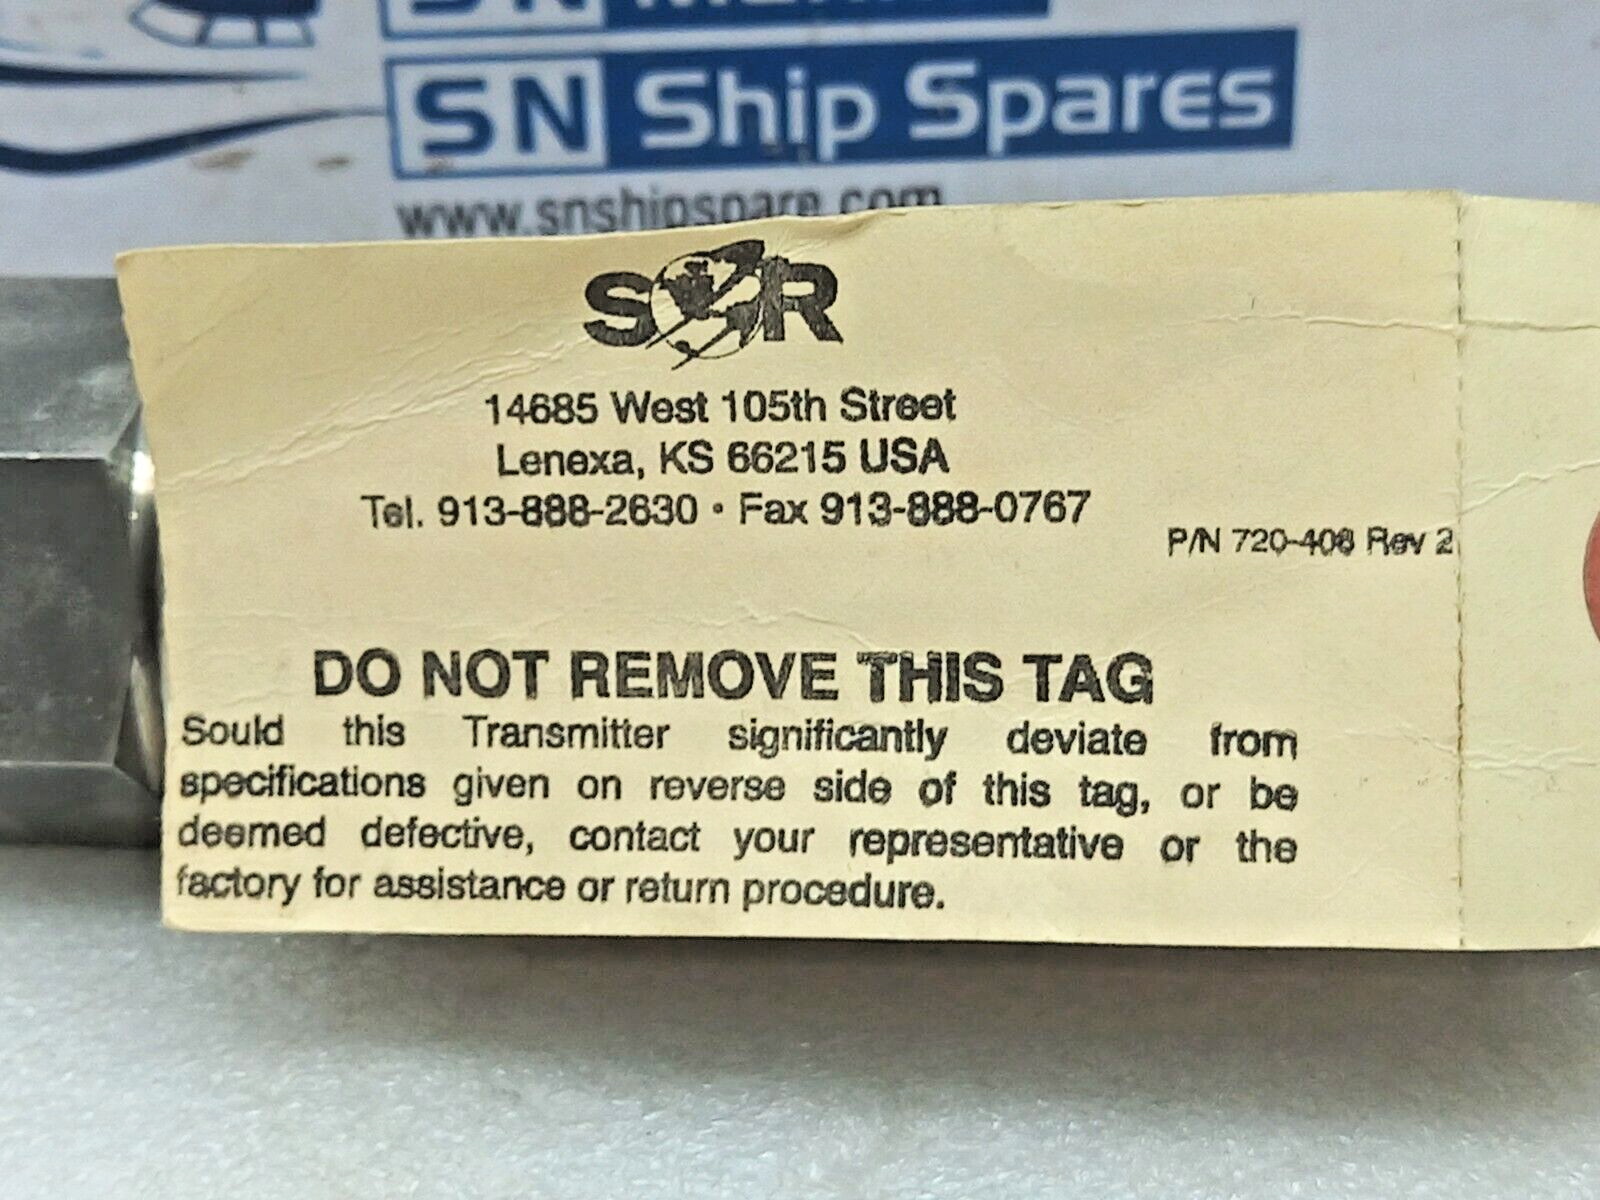 SN
SN Ship Spares
www.snshipspare.com
SOR
14685 West 105th Street
Lenexa, KS 66215 USA
Tel. 913-888-2630 • Fax 913-888-0767
P/N 720-408 Rev 2
DO NOT REMOVE THIS TAG
Sould this Transmitter significantly deviate from
specifications given on reverse side of this tag, or be
deemed defective, contact your representative or the
factory for assistance or return procedure.